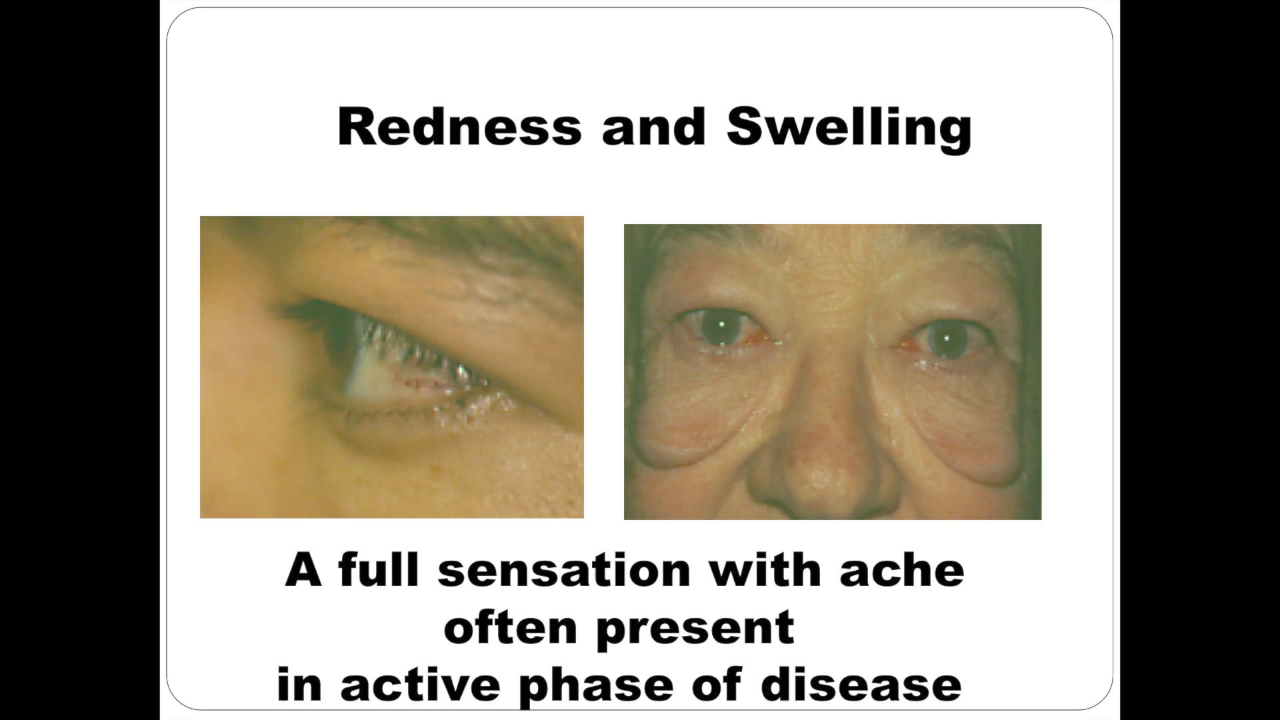 Redness and Swelling
A full sensation with ache
often present
in active phase of disease